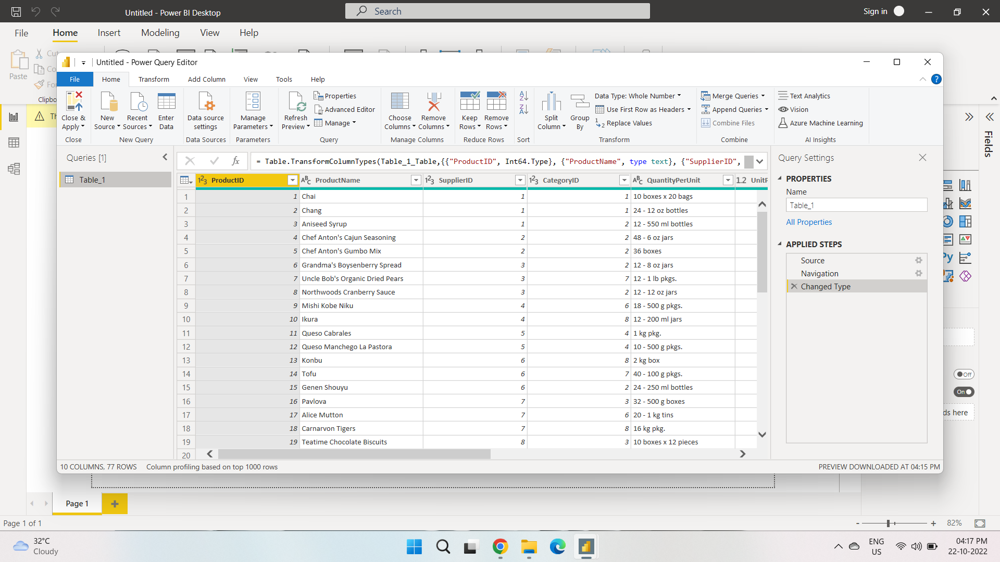 Untitled - Power BI Desktop
Search
Sign in
File
Home
Insert
Modeling
View
Help
Paste
Untitled - Power Query Editor
File
Home
Transform
Add Column
View
Tools
Help
Close & Apply
New Source
Recent Sources
Enter Data
Data source settings
Manage Parameters
Refresh Preview
Properties
Advanced Editor
Manage
Choose Columns
Remove Columns
Keep Rows
Remove Rows
Split Column
Group By
Data Type: Whole Number
Use First Row as Headers
Replace Values
Merge Queries
Append Queries
Combine Files
Text Analytics
Vision
Azure Machine Learning
Close
New Query
Data Sources
Parameters
Query
Manage Columns
Reduce Rows
Sort
Transform
Combine
AI Insights
Queries [1]
Table_1
= Table.TransformColumnTypes(Table_1_Table,{{"ProductID", Int64.Type}, {"ProductName", type text}, {"SupplierID",
ProductID ProductName SupplierID CategoryID QuantityPerUnit 1.2
1 1 Chai 1 1 10 boxes x 20 bags
2 2 Chang 1 1 24 - 12 oz bottles
3 3 Aniseed Syrup 1 2 12 - 550 ml bottles
4 4 Chef Anton's Cajun Seasoning 2 2 48 - 6 oz jars
5 5 Chef Anton's Gumbo Mix 2 2 36 boxes
6 6 Grandma's Boysenberry Spread 3 2 12 - 8 oz jars
7 7 Uncle Bob's Organic Dried Pears 3 7 12 - 1 lb pkgs.
8 8 Northwoods Cranberry Sauce 3 2 12 - 12 oz jars
9 9 Mishi Kobe Niku 4 6 18 - 500 g pkgs.
10 10 Ikura 4 8 12 - 200 ml jars
11 11 Queso Cabrales 5 4 1 kg pkg.
12 12 Queso Manchego La Pastora 5 4 10 - 500 g pkgs.
13 13 Konbu 6 8 2 kg box
14 14 Tofu 6 7 40 - 100 g pkgs.
15 15 Genen Shouyu 6 2 24 - 250 ml bottles
16 16 Pavlova 7 3 32 - 500 g boxes
17 17 Alice Mutton 7 6 20 - 1 kg tins
18 18 Carnarvon Tigers 7 8 16 kg pkg.
19 19 Teatime Chocolate Biscuits 8 3 10 boxes x 12 pieces
20
Query Settings
PROPERTIES
Name
Table_1
All Properties
APPLIED STEPS
Source
Navigation
Changed Type
Fields
Off
On
here
10 COLUMNS, 77 ROWS
Column profiling based on top 1000 rows
PREVIEW DOWNLOADED AT 04:15 PM
Page 1
Page 1 of 1
82%
32°C
Cloudy
ENG
US
04:17 PM
22-10-2022